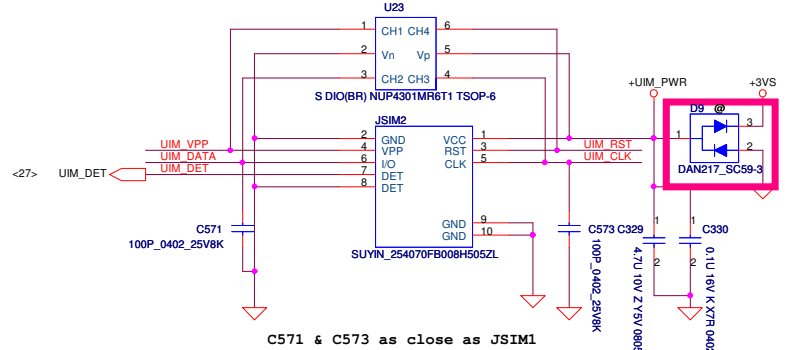 U23
1 CH1 CH4 6
2 Vn Vp 5
3 CH2 CH3 4
S DIO(BR) NUP4301MR6T1 TSOP-6
+UIM_PWR
+3VS
D9 @
1
3
2
DAN217_SC59-3
JSIM2
2 GND VCC 1
4 VPP RST 3
6 I/O CLK 5
7 DET
8 DET
GND 9
GND 10
SUYIN_254070FB008H505ZL
UIM_VPP
UIM_DATA
UIM_DET
UIM_RST
UIM_CLK
<27> UIM_DET
C571
100P_0402_25V8K
C573
100P_0402_25V8K
C329
1
2
4.7U 10V Z Y5V 0805
C330
1
2
0.1U 16V K X7R 040
C571 & C573 as close as JSIM1